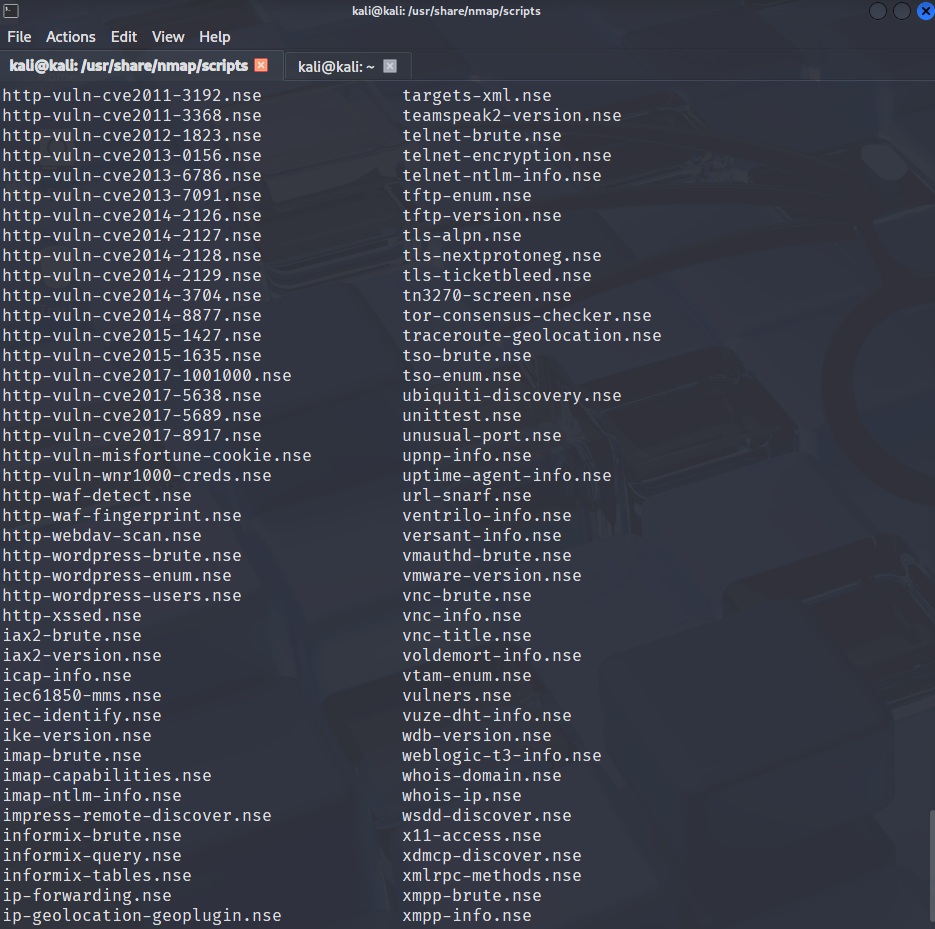 kali@kali: /usr/share/nmap/scripts
File Actions Edit View Help
kali@kali: /usr/share/nmap/scripts kali@kali: ~
http-vuln-cve2011-3192.nse targets-xml.nse
http-vuln-cve2011-3368.nse teamspeak2-version.nse
http-vuln-cve2012-1823.nse telnet-brute.nse
http-vuln-cve2013-0156.nse telnet-encryption.nse
http-vuln-cve2013-6786.nse telnet-ntlm-info.nse
http-vuln-cve2013-7091.nse tftp-enum.nse
http-vuln-cve2014-2126.nse tftp-version.nse
http-vuln-cve2014-2127.nse tls-alpn.nse
http-vuln-cve2014-2128.nse tls-nextprotoneg.nse
http-vuln-cve2014-2129.nse tls-ticketbleed.nse
http-vuln-cve2014-3704.nse tn3270-screen.nse
http-vuln-cve2014-8877.nse tor-consensus-checker.nse
http-vuln-cve2015-1427.nse traceroute-geolocation.nse
http-vuln-cve2015-1635.nse tso-brute.nse
http-vuln-cve2017-1001000.nse tso-enum.nse
http-vuln-cve2017-5638.nse ubiquiti-discovery.nse
http-vuln-cve2017-5689.nse unittest.nse
http-vuln-cve2017-8917.nse unusual-port.nse
http-vuln-misfortune-cookie.nse upnp-info.nse
http-vuln-wnr1000-creds.nse uptime-agent-info.nse
http-waf-detect.nse url-snarf.nse
http-waf-fingerprint.nse ventrilo-info.nse
http-webdav-scan.nse versant-info.nse
http-wordpress-brute.nse vmauthd-brute.nse
http-wordpress-enum.nse vmware-version.nse
http-wordpress-users.nse vnc-brute.nse
http-xssed.nse vnc-info.nse
iax2-brute.nse vnc-title.nse
iax2-version.nse voldemort-info.nse
icap-info.nse vtam-enum.nse
iec61850-mms.nse vulners.nse
iec-identify.nse vuze-dht-info.nse
ike-version.nse wdb-version.nse
imap-brute.nse weblogic-t3-info.nse
imap-capabilities.nse whois-domain.nse
imap-ntlm-info.nse whois-ip.nse
impress-remote-discover.nse wsdd-discover.nse
informix-brute.nse x11-access.nse
informix-query.nse xdmcp-discover.nse
informix-tables.nse xmlrpc-methods.nse
ip-forwarding.nse xmpp-brute.nse
ip-geolocation-geoplugin.nse xmpp-info.nse